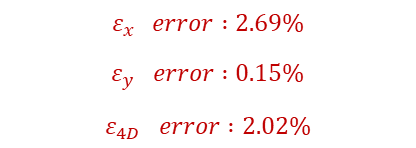 εx error : 2.69%
εy error : 0.15%
ε4D error : 2.02%